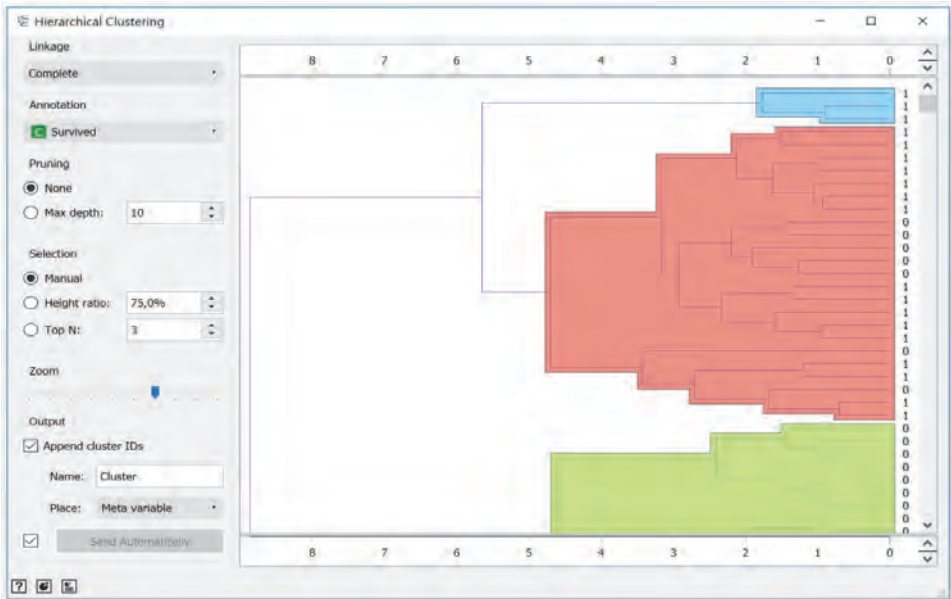 Hierarchical Clustering
Linkage
Complete
Annotation
C Survived
Pruning
None
Max depth: 10
Selection
Manual
Height ratio: 75,0%
Top N: 3
Zoom
Output
Append cluster IDs
Name: Cluster
Place: Meta variable
Send Automatically
8 7 6 5 4 3 2 1 0
1
1
1
1
1
1
1
1
1
1
0
0
0
0
0
1
1
1
1
1
0
1
1
0
1
1
0
0
0
0
0
0
0
0
0
8 7 6 5 4 3 2 1 0
?